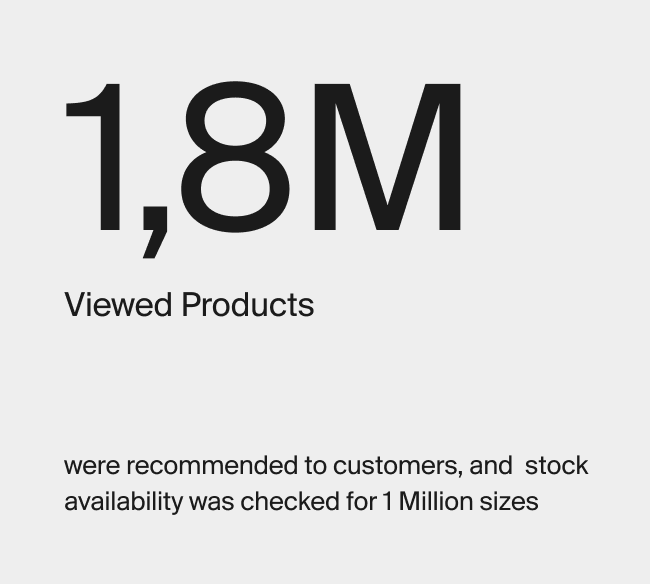 1,8M
Viewed Products
were recommended to customers, and  stock
availability was checked for 1 Million sizes